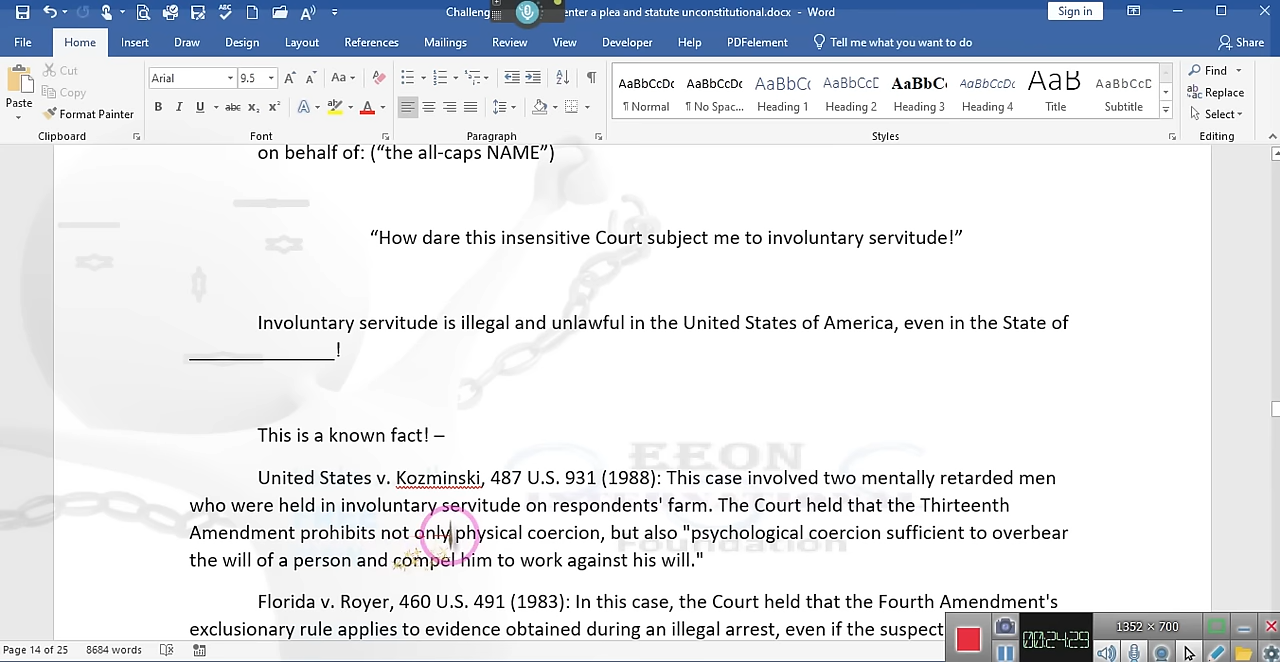 Challeng enter a plea and statute unconstitutional.docx - Word Sign in
File Home Insert Draw Design Layout References Mailings Review View Developer Help PDFelement Tell me what you want to do Share
Paste Cut Copy Format Painter
Arial 9.5
AaBbCcDc AaBbCcDc AaBbCcD AaBbCcD AaBbCc AaBbCcDc AaB AaBbCcD
¶ Normal ¶ No Spac... Heading 1 Heading 2 Heading 3 Heading 4 Title Subtitle
Find Replace Select
Clipboard Font Paragraph Styles Editing
on behalf of: (“the all-caps NAME”)
“How dare this insensitive Court subject me to involuntary servitude!”
Involuntary servitude is illegal and unlawful in the United States of America, even in the State of
______________!
This is a known fact! –
United States v. Kozminski, 487 U.S. 931 (1988): This case involved two mentally retarded men
who were held in involuntary servitude on respondents' farm. The Court held that the Thirteenth
Amendment prohibits not only physical coercion, but also "psychological coercion sufficient to overbear
the will of a person and compel him to work against his will."
Florida v. Royer, 460 U.S. 491 (1983): In this case, the Court held that the Fourth Amendment's
exclusionary rule applies to evidence obtained during an illegal arrest, even if the suspect
EEON
INTERNATIONAL
Foundation
Page 14 of 25 8684 words
00:24:29 1352 × 700